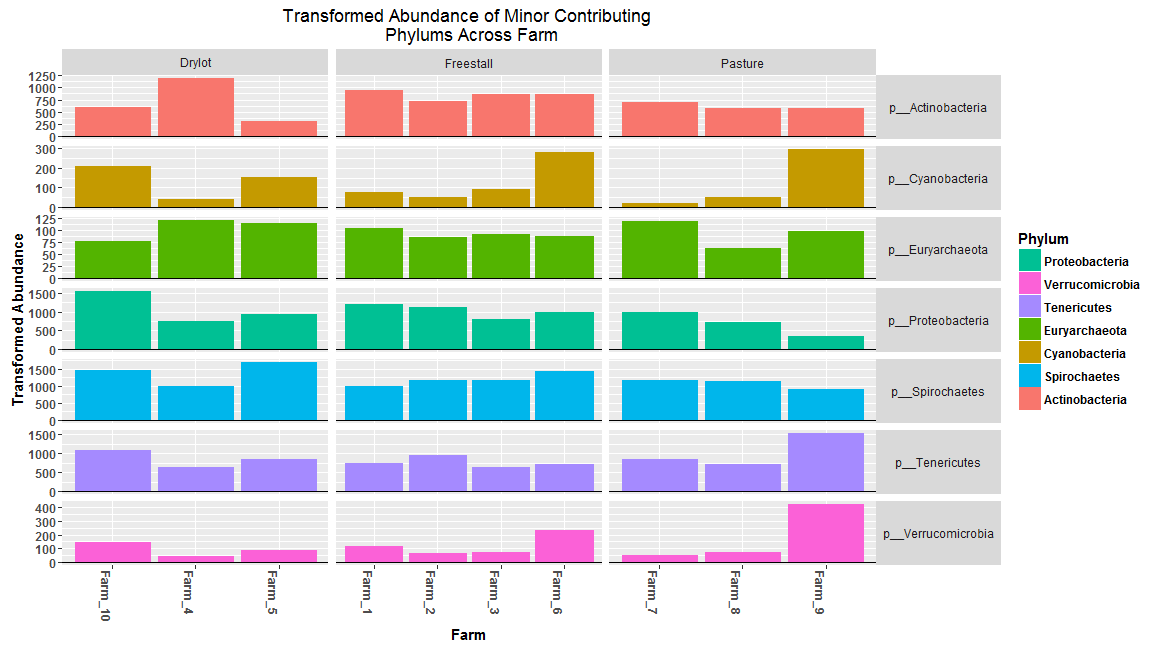 Transformed Abundance of Minor Contributing
Phylums Across Farm
Drylot
Freestall
Pasture
Transformed Abundance
1250
1000
750
500
250
0
p__Actinobacteria
300
200
100
0
p__Cyanobacteria
125
100
75
50
25
0
p__Euryarchaeota
1500
1000
500
0
p__Proteobacteria
1500
1000
500
0
p__Spirochaetes
1500
1000
500
0
p__Tenericutes
400
300
200
100
0
p__Verrucomicrobia
Farm_10
Farm_4
Farm_5
Farm_1
Farm_2
Farm_3
Farm_6
Farm_7
Farm_8
Farm_9
Farm
Phylum
Proteobacteria
Verrucomicrobia
Tenericutes
Euryarchaeota
Cyanobacteria
Spirochaetes
Actinobacteria